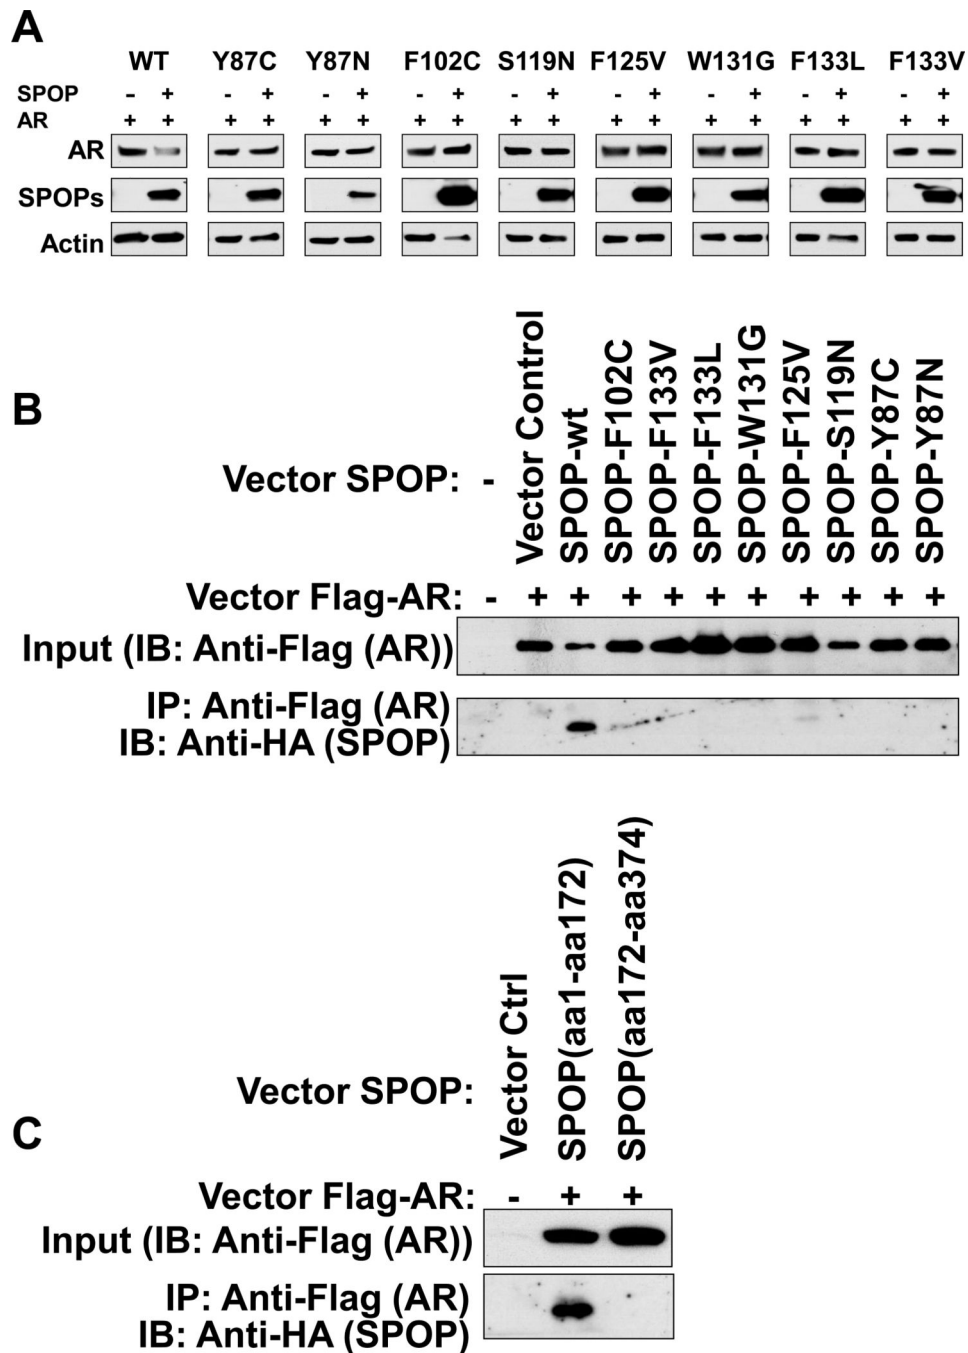 A
WT Y87C Y87N F102C S119N F125V W131G F133L F133V
SPOP - + - + - + - + - + - + - + - + - +
AR + + + + + + + + + + + + + + + + + +
AR
SPOPs
Actin
B
Vector SPOP: - Vector Control SPOP-wt SPOP-F102C SPOP-F133V SPOP-F133L SPOP-W131G SPOP-F125V SPOP-S119N SPOP-Y87C SPOP-Y87N
Vector Flag-AR: - + + + + + + + + + +
Input (IB: Anti-Flag (AR))
IP: Anti-Flag (AR)
IB: Anti-HA (SPOP)
C
Vector SPOP: Vector Ctrl SPOP(aa1-aa172) SPOP(aa172-aa374)
Vector Flag-AR: - + +
Input (IB: Anti-Flag (AR))
IP: Anti-Flag (AR)
IB: Anti-HA (SPOP)